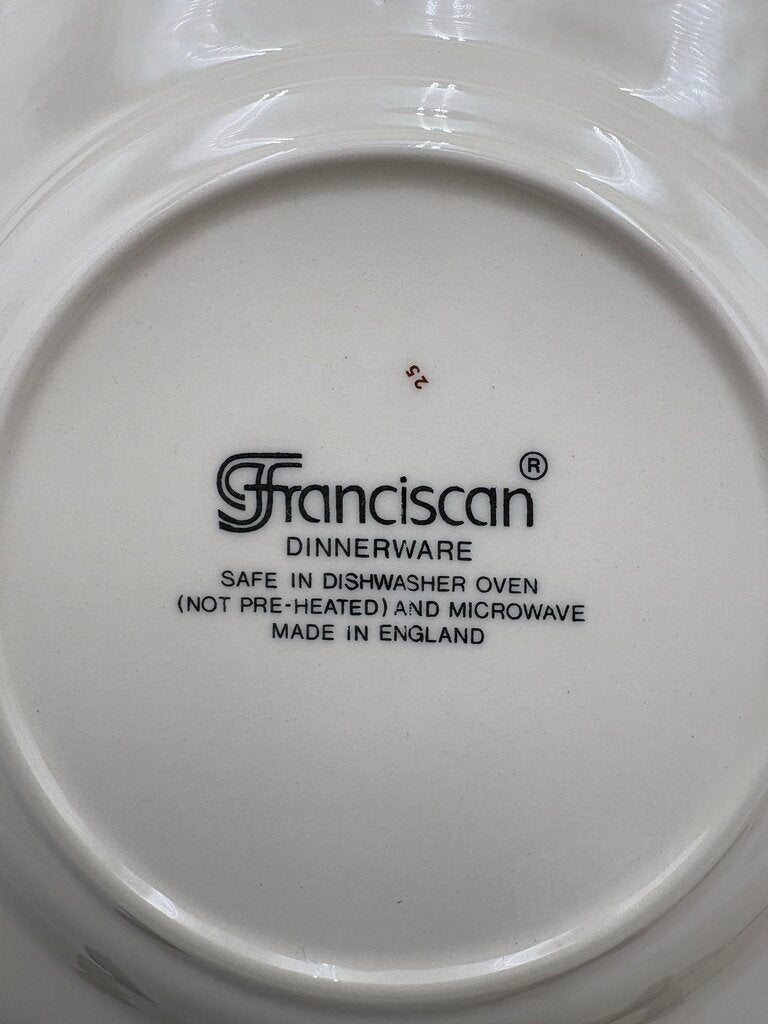 25
Franciscan®
DINNERWARE
SAFE IN DISHWASHER OVEN
(NOT PRE-HEATED) AND MICROWAVE
MADE IN ENGLAND